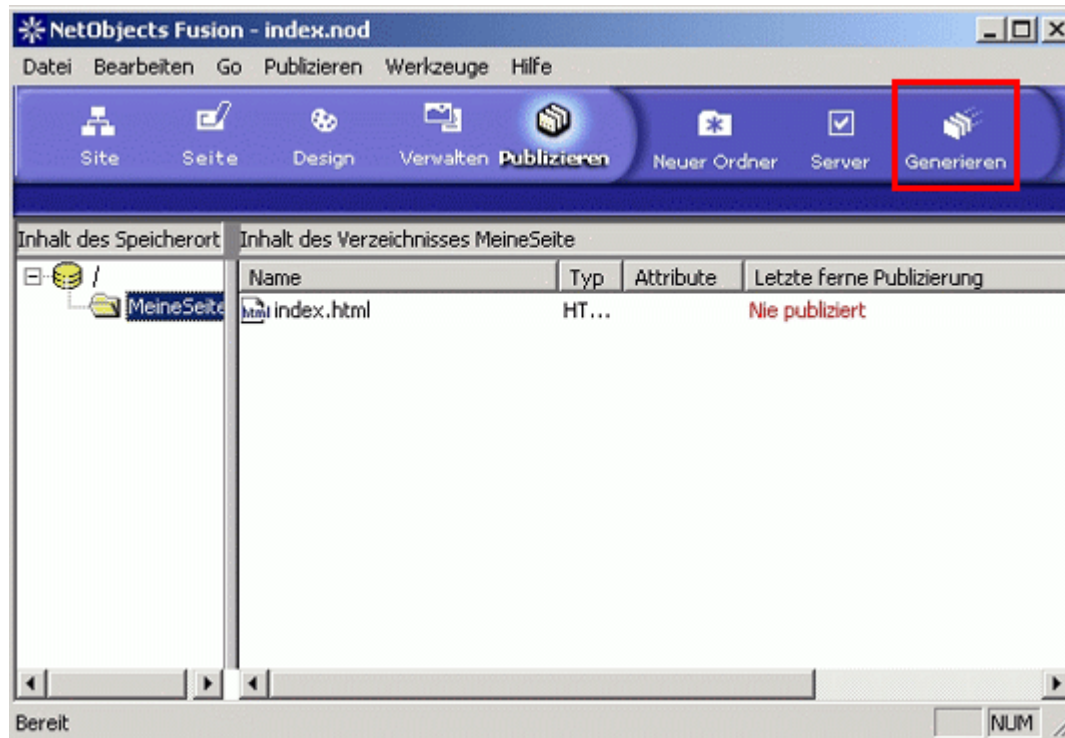 NetObjects Fusion - index.nod
Datei Bearbeiten Go Publizieren Werkzeuge Hilfe
Site Seite Design Verwalten Publizieren Neuer Ordner Server Generieren
Inhalt des Speicherort Inhalt des Verzeichnisses MeineSeite
/ Name Typ Attribute Letzte ferne Publizierung
MeineSeite html index.html HT... Nie publiziert
Bereit NUM